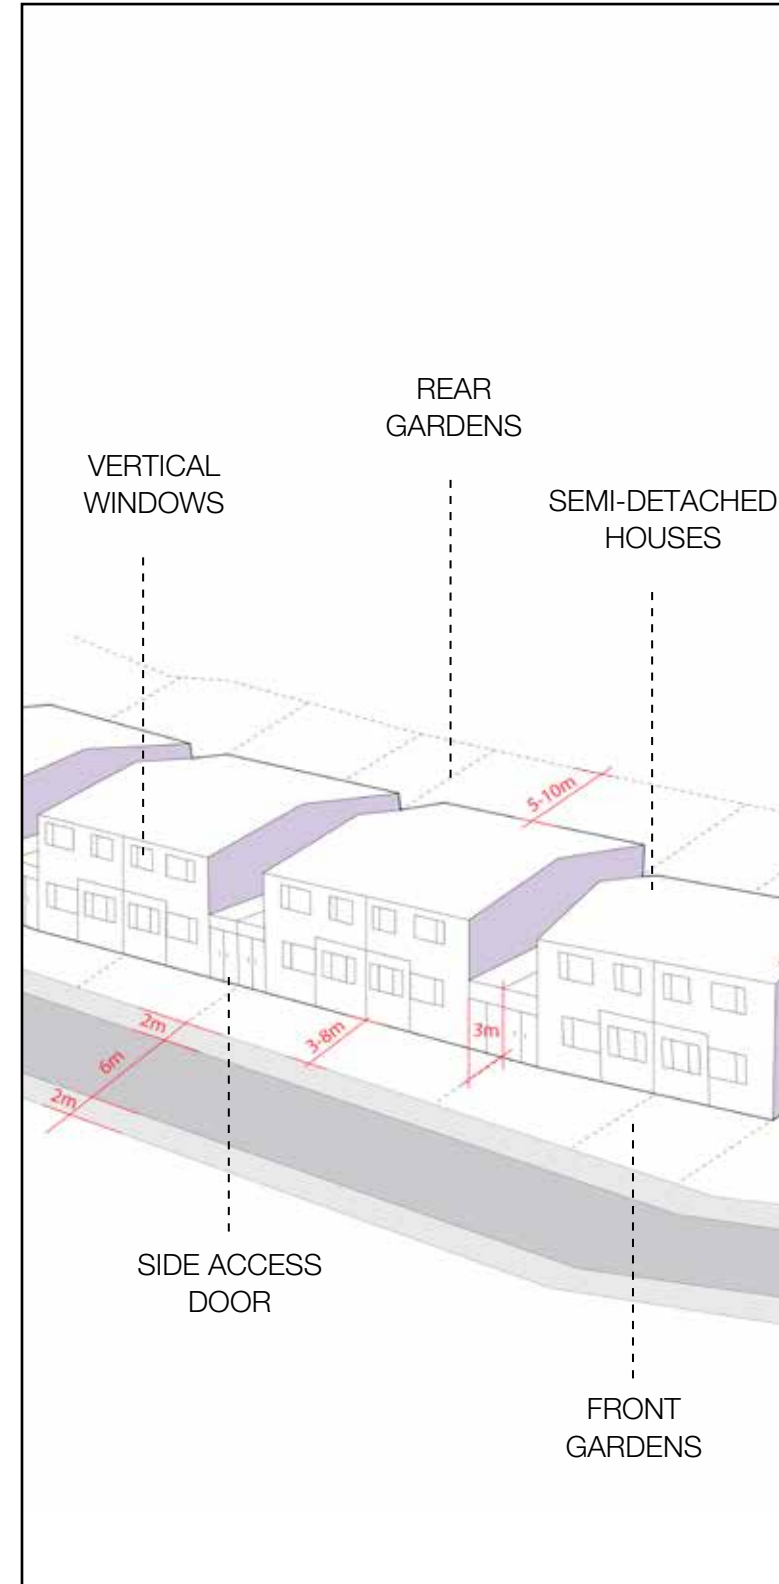 REAR
GARDENS
VERTICAL
WINDOWS
SEMI-DETACHED
HOUSES
5-10m
2m
6m
2m
3-8m
3m
SIDE ACCESS
DOOR
FRONT
GARDENS